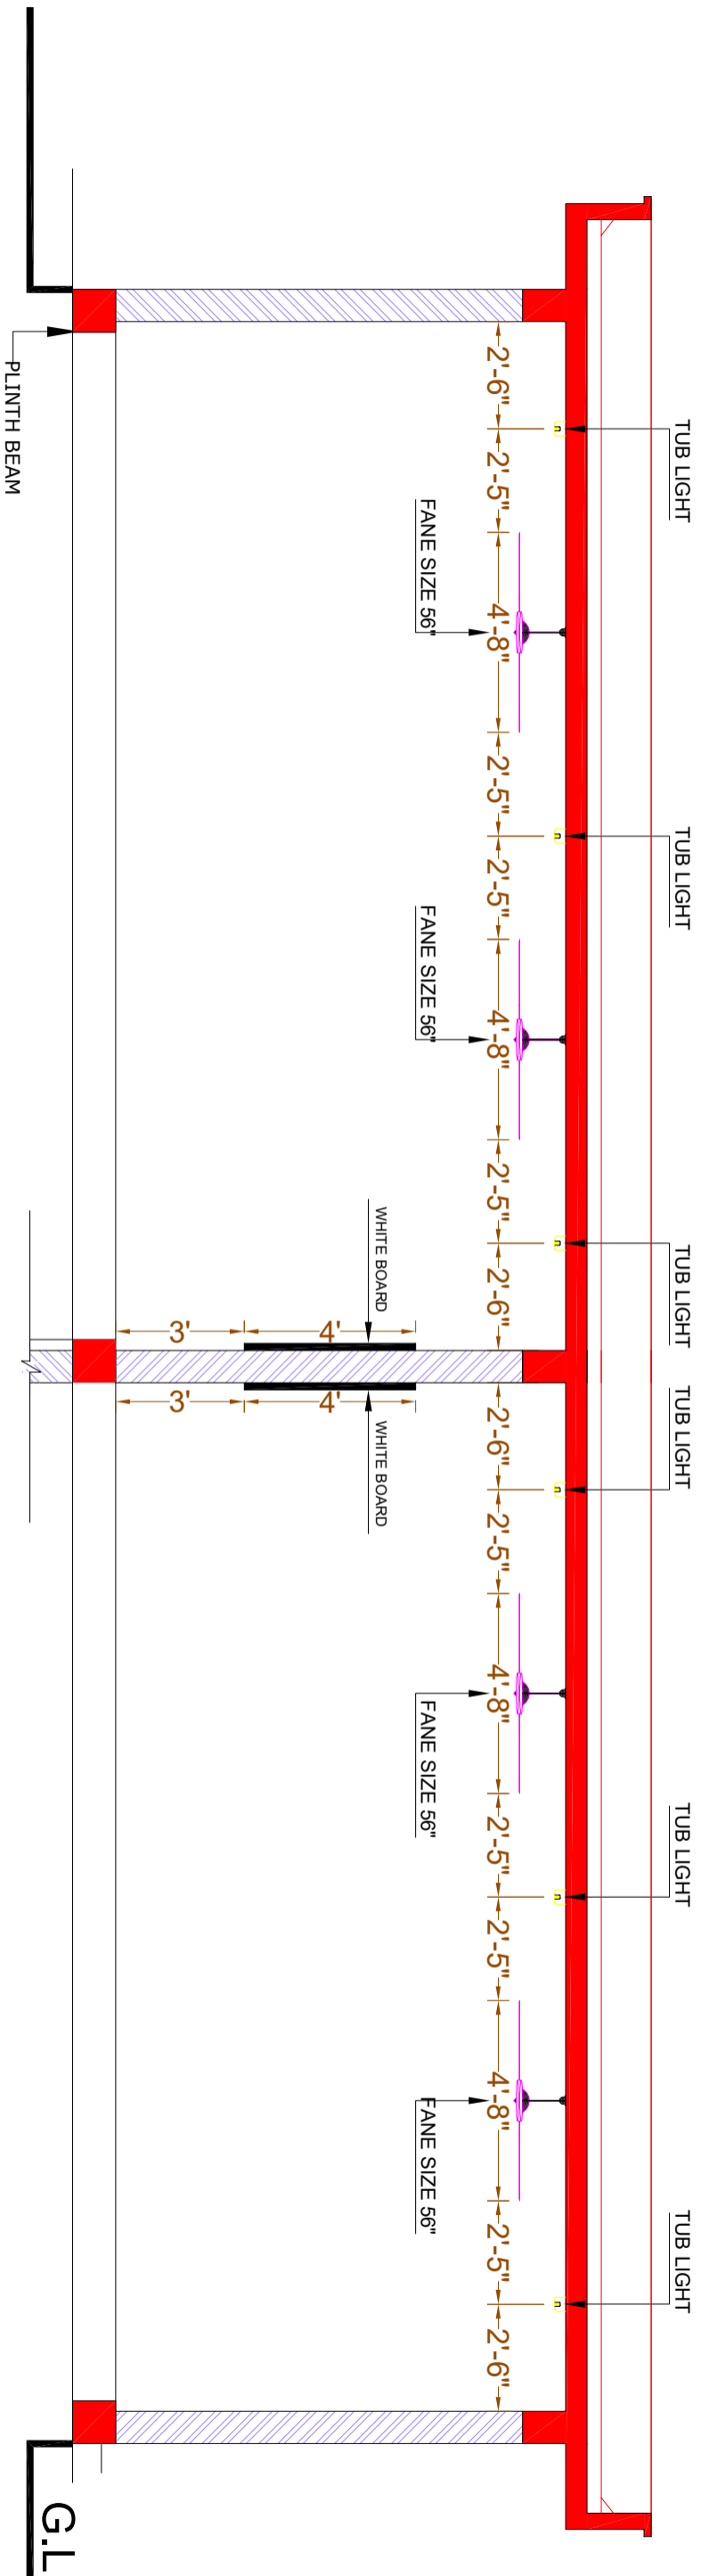 TUB LIGHT
TUB LIGHT
TUB LIGHT
TUB LIGHT
TUB LIGHT
TUB LIGHT
2'-6"
2'-5"
4'-8"
2'-5"
2'-5"
4'-8"
2'-5"
2'-6"
2'-6"
2'-5"
4'-8"
2'-5"
2'-5"
4'-8"
2'-5"
2'-6"
FANE SIZE 56"
FANE SIZE 56"
FANE SIZE 56"
FANE SIZE 56"
WHITE BOARD
WHITE BOARD
4'
4'
3'
3'
PLINTH BEAM
G.L